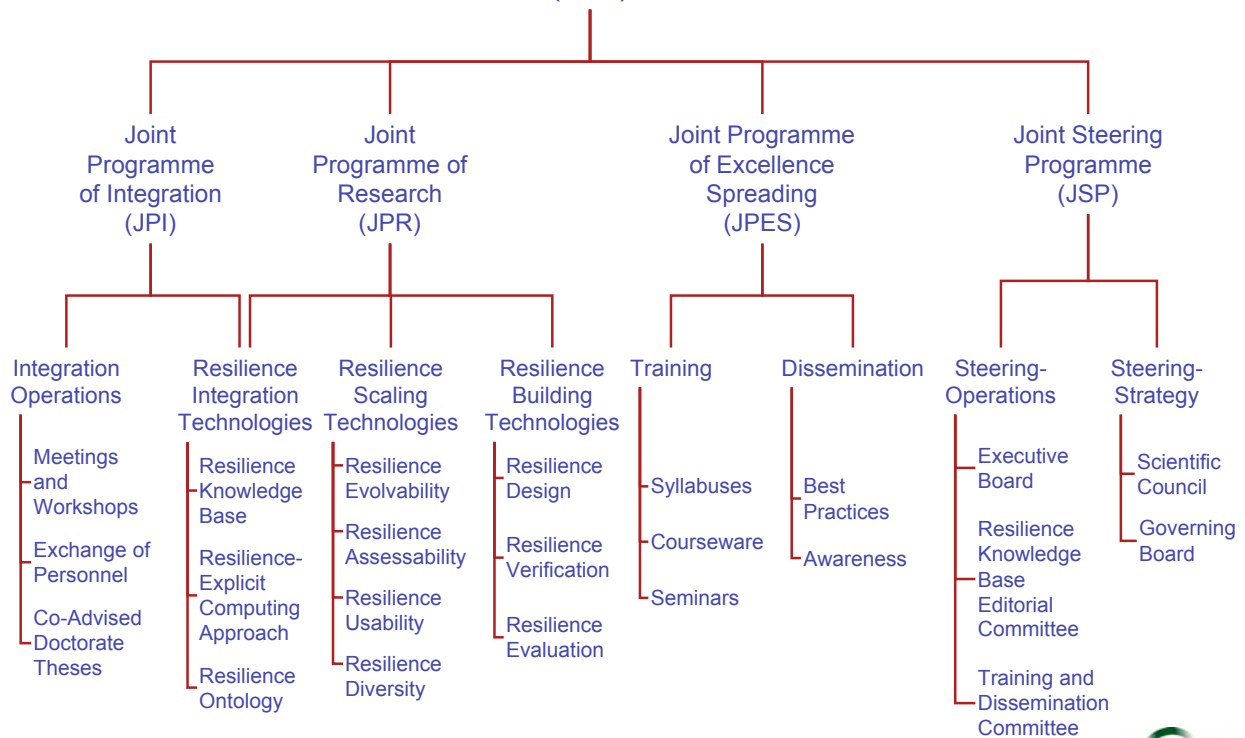 Joint
Programme
of Integration
(JPI)
Joint
Programme of
Research
(JPR)
Joint Programme
of Excellence
Spreading
(JPES)
Joint Steering
Programme
(JSP)
Integration
Operations
Meetings
and
Workshops
Exchange of
Personnel
Co-Advised
Doctorate
Theses
Resilience
Integration
Technologies
Resilience
Knowledge
Base
Resilience-
Explicit
Computing
Approach
Resilience
Ontology
Resilience
Scaling
Technologies
Resilience
Evolvability
Resilience
Assessability
Resilience
Usability
Resilience
Diversity
Resilience
Building
Technologies
Resilience
Design
Resilience
Verification
Resilience
Evaluation
Training
Syllabuses
Courseware
Seminars
Dissemination
Best
Practices
Awareness
Steering-
Operations
Executive
Board
Resilience
Knowledge
Base
Editorial
Committee
Training and
Dissemination
Committee
Steering-
Strategy
Scientific
Council
Governing
Board